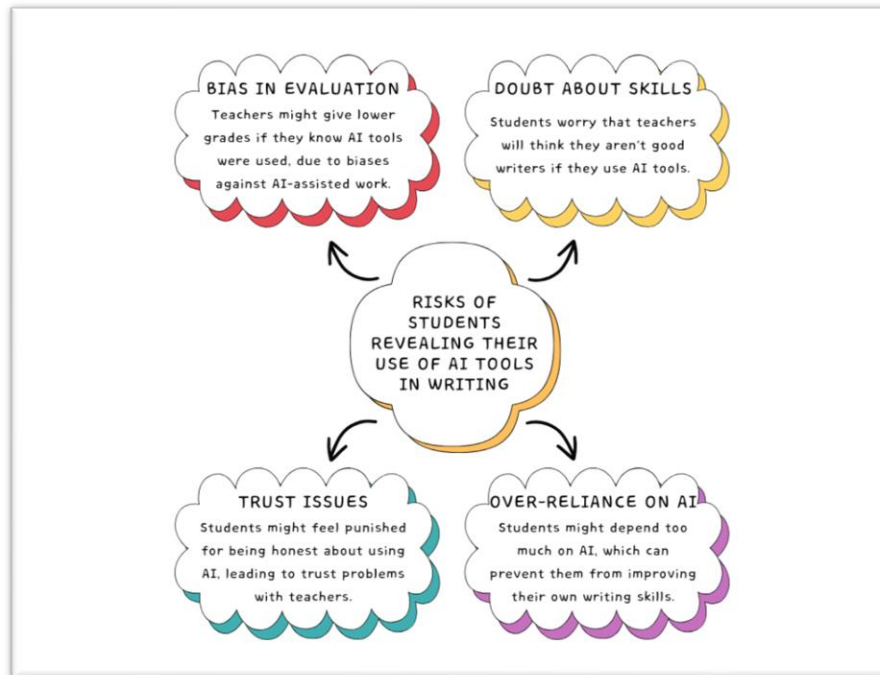 BIAS IN EVALUATION
Teachers might give lower
grades if they know AI tools
were used, due to biases
against AI-assisted work.
DOUBT ABOUT SKILLS
Students worry that teachers
will think they aren't good
writers if they use AI tools.
RISKS OF
STUDENTS
REVEALING THEIR
USE OF AI TOOLS
IN WRITING
TRUST ISSUES
Students might feel punished
for being honest about using
AI, leading to trust problems
with teachers.
OVER-RELIANCE ON AI
Students might depend too
much on AI, which can
prevent them from improving
their own writing skills.